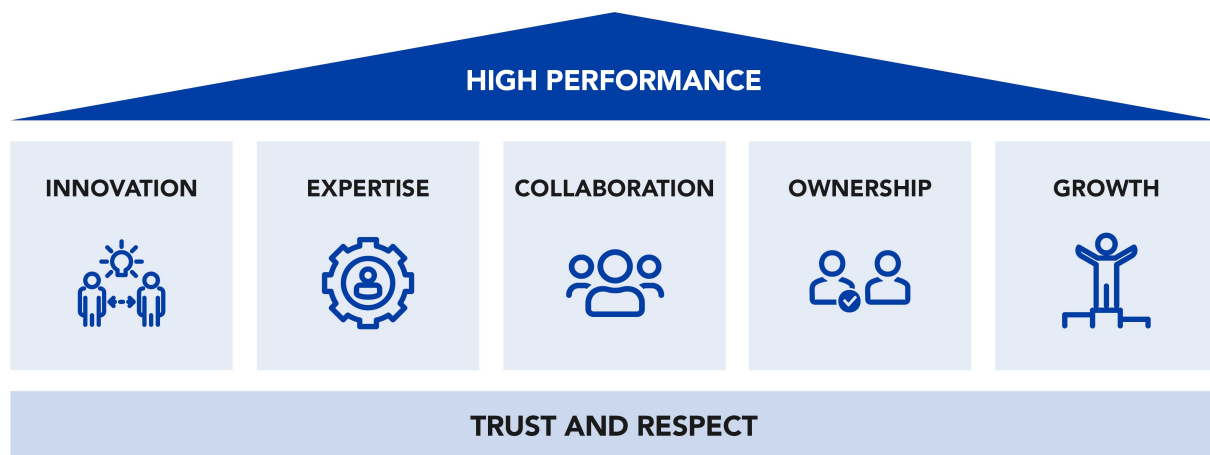 HIGH PERFORMANCE
INNOVATION
EXPERTISE
COLLABORATION
OWNERSHIP
GROWTH
TRUST AND RESPECT